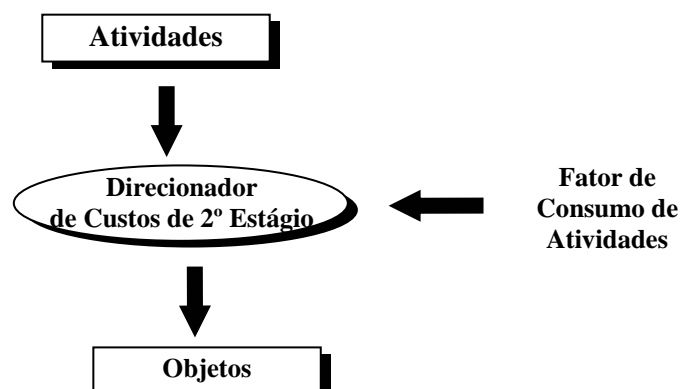 Atividades
Direcionador
de Custos de 2º Estágio
Fator de
Consumo de
Atividades
Objetos